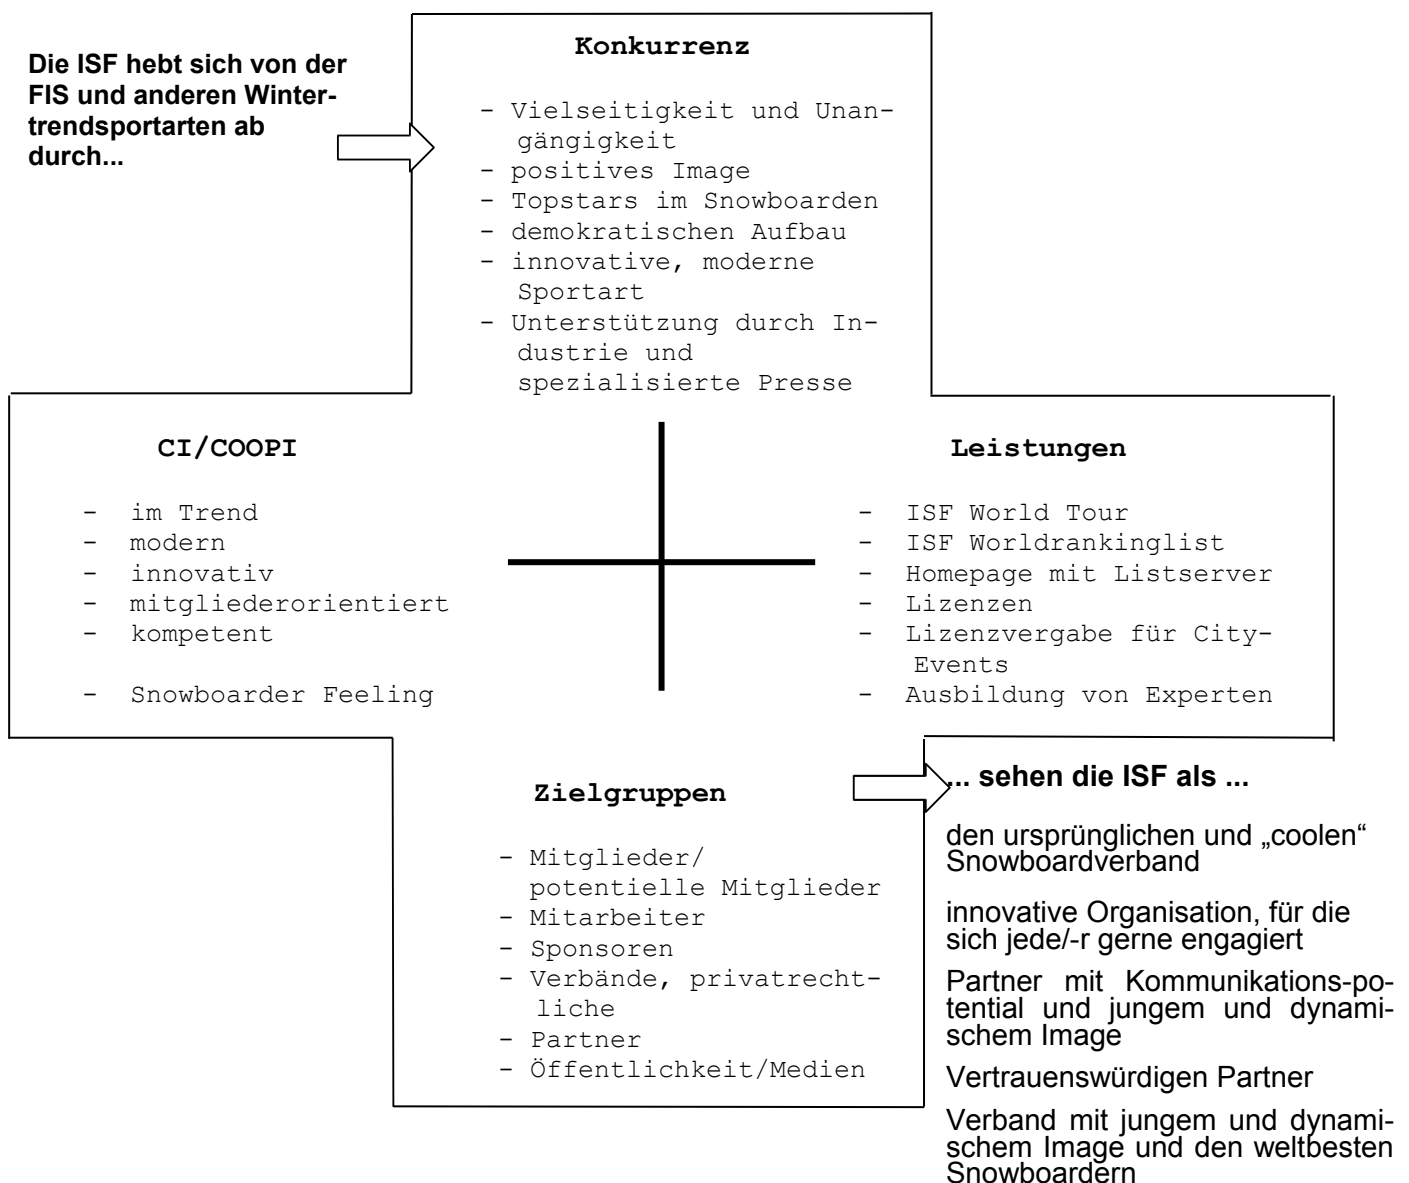 Die ISF hebt sich von der
FIS und anderen Winter-
trendsportarten ab
durch...
Konkurrenz
- Vielseitigkeit und Unan-
gängigkeit
- positives Image
- Topstars im Snowboarden
- demokratischen Aufbau
- innovative, moderne
Sportart
- Unterstützung durch In-
dustrie und
spezialisierte Presse
CI/COOPI
- im Trend
- modern
- innovativ
- mitgliederorientiert
- kompetent
- Snowboarder Feeling
Leistungen
- ISF World Tour
- ISF Worldrankinglist
- Homepage mit Listserver
- Lizenzen
- Lizenzvergabe für City-
Events
- Ausbildung von Experten
Zielgruppen
- Mitglieder/
potentielle Mitglieder
- Mitarbeiter
- Sponsoren
- Verbände, privatrecht-
liche
- Partner
- Öffentlichkeit/Medien
... sehen die ISF als ...
den ursprünglichen und „coolen“
Snowboardverband
innovative Organisation, für die
sich jede/-r gerne engagiert
Partner mit Kommunikations-po-
tential und jungem und dynami-
schem Image
Vertrauenswürdigen Partner
Verband mit jungem und dynami-
schem Image und den weltbesten
Snowboardern